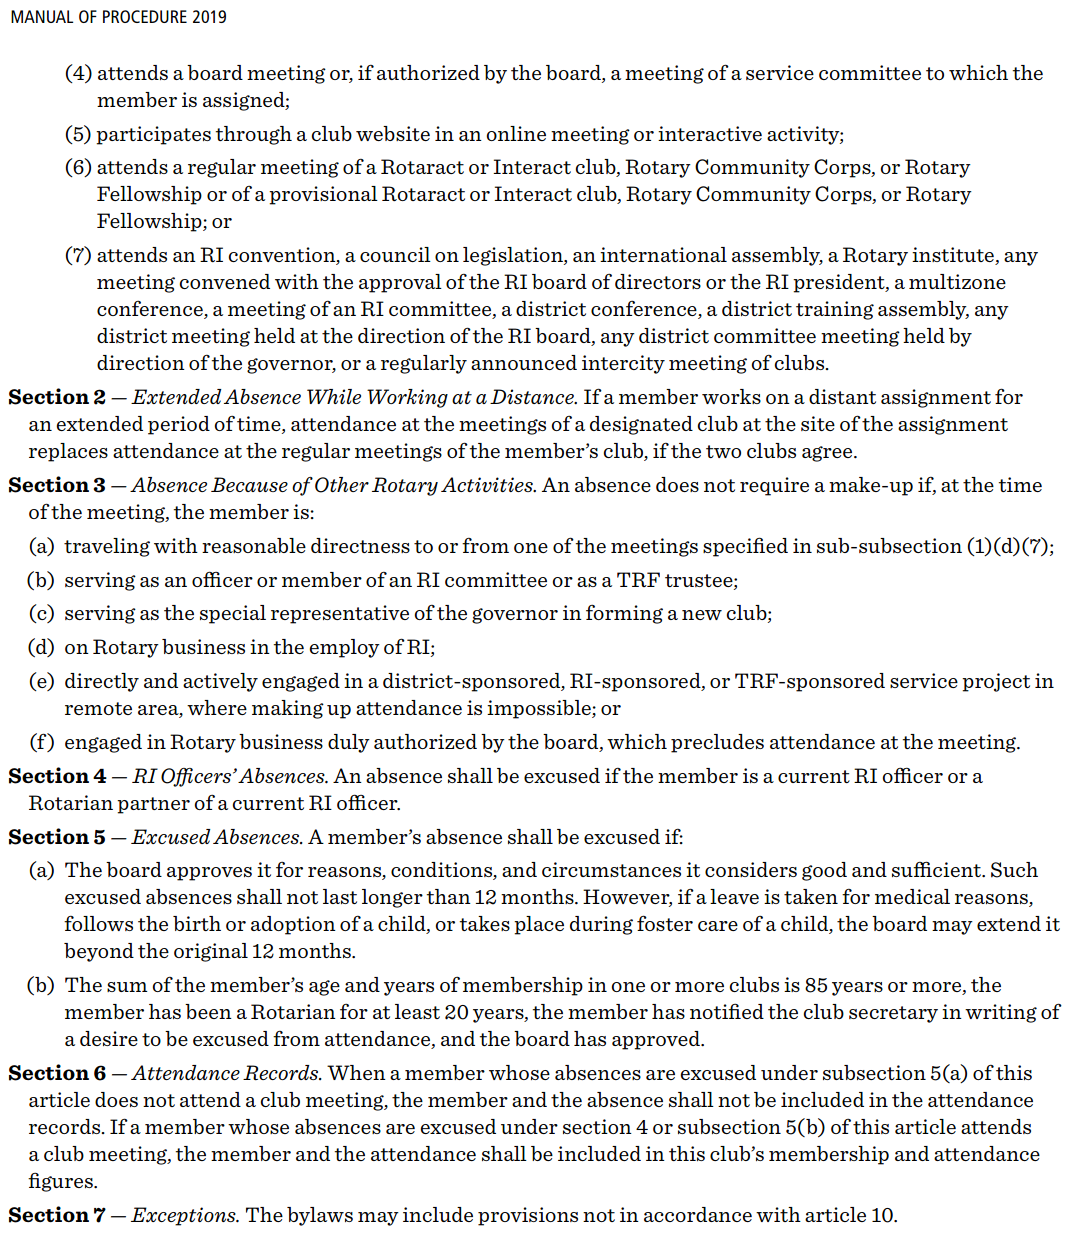 MANUAL OF PROCEDURE 2019
(4) attends a board meeting or, if authorized by the board, a meeting of a service committee to which the
member is assigned;
(5) participates through a club website in an online meeting or interactive activity;
(6) attends a regular meeting of a Rotaract or Interact club, Rotary Community Corps, or Rotary
Fellowship or of a provisional Rotaract or Interact club, Rotary Community Corps, or Rotary
Fellowship; or
(7) attends an RI convention, a council on legislation, an international assembly, a Rotary institute, any
meeting convened with the approval of the RI board of directors or the RI president, a multizone
conference, a meeting of an RI committee, a district conference, a district training assembly, any
district meeting held at the direction of the RI board, any district committee meeting held by
direction of the governor, or a regularly announced intercity meeting of clubs.
Section 2 — Extended Absence While Working at a Distance. If a member works on a distant assignment for
an extended period of time, attendance at the meetings of a designated club at the site of the assignment
replaces attendance at the regular meetings of the member's club, if the two clubs agree.
Section 3 — Absence Because of Other Rotary Activities. An absence does not require a make-up if, at the time
of the meeting, the member is:
(a) traveling with reasonable directness to or from one of the meetings specified in sub-subsection (1)(d)(7);
(b) serving as an officer or member of an RI committee or as a TRF trustee;
(c) serving as the special representative of the governor in forming a new club;
(d) on Rotary business in the employ of RI;
(e) directly and actively engaged in a district-sponsored, RI-sponsored, or TRF-sponsored service project in
remote area, where making up attendance is impossible; or
(f) engaged in Rotary business duly authorized by the board, which precludes attendance at the meeting.
Section 4 — RI Officers' Absences. An absence shall be excused if the member is a current RI officer or a
Rotarian partner of a current RI officer.
Section 5 — Excused Absences. A member's absence shall be excused if:
(a) The board approves it for reasons, conditions, and circumstances it considers good and sufficient. Such
excused absences shall not last longer than 12 months. However, if a leave is taken for medical reasons,
follows the birth or adoption of a child, or takes place during foster care of a child, the board may extend it
beyond the original 12 months.
(b) The sum of the member's age and years of membership in one or more clubs is 85 years or more, the
member has been a Rotarian for at least 20 years, the member has notified the club secretary in writing of
a desire to be excused from attendance, and the board has approved.
Section 6 — Attendance Records. When a member whose absences are excused under subsection 5(a) of this
article does not attend a club meeting, the member and the absence shall not be included in the attendance
records. If a member whose absences are excused under section 4 or subsection 5(b) of this article attends
a club meeting, the member and the attendance shall be included in this club's membership and attendance
figures.
Section 7 — Exceptions. The bylaws may include provisions not in accordance with article 10.